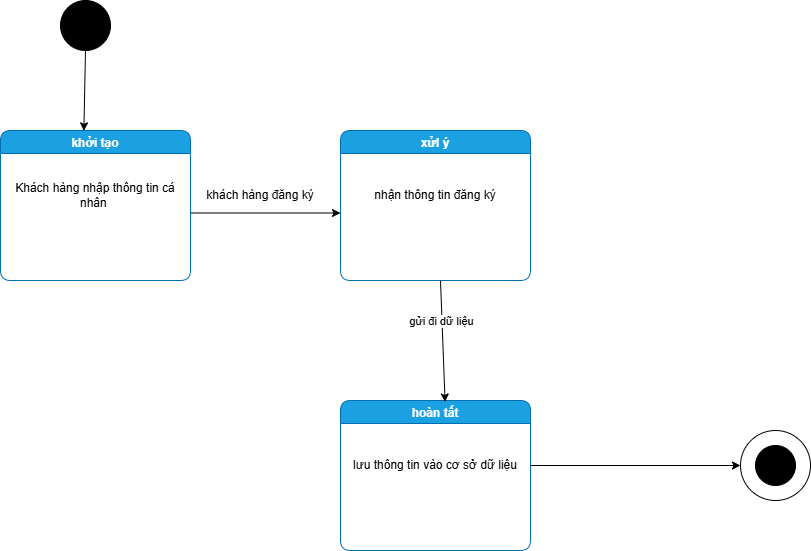 khởi tạo
Khách hàng nhập thông tin cá
nhân
khách hàng đăng ký
xửi ý
nhận thông tin đăng ký
gửi đi dữ liệu
hoàn tất
lưu thông tin vào cơ sở dữ liệu